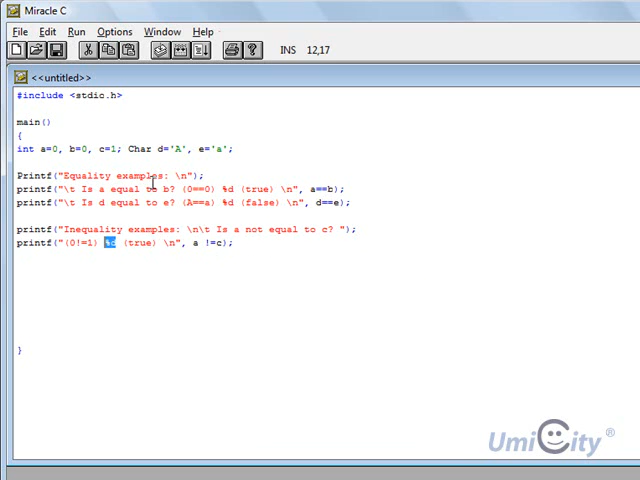 Miracle C
File Edit Run Options Window Help
INS 12,17
<<untitled>>
#include <stdic.h>
main()
{
int a=0, b=0, c=1; Char d='A', e='a';
Printf("Equality examples: \n");
printf("\t Is a equal to b? (0==0) %d (true) \n", a==b);
printf("\t Is d equal to e? (A==a) %d (false) \n", d==e);
printf("Inequality examples: \n\t Is a not equal to c? ");
printf("(0!=1) %d (true) \n", a !=c);
}
UmiCity ®